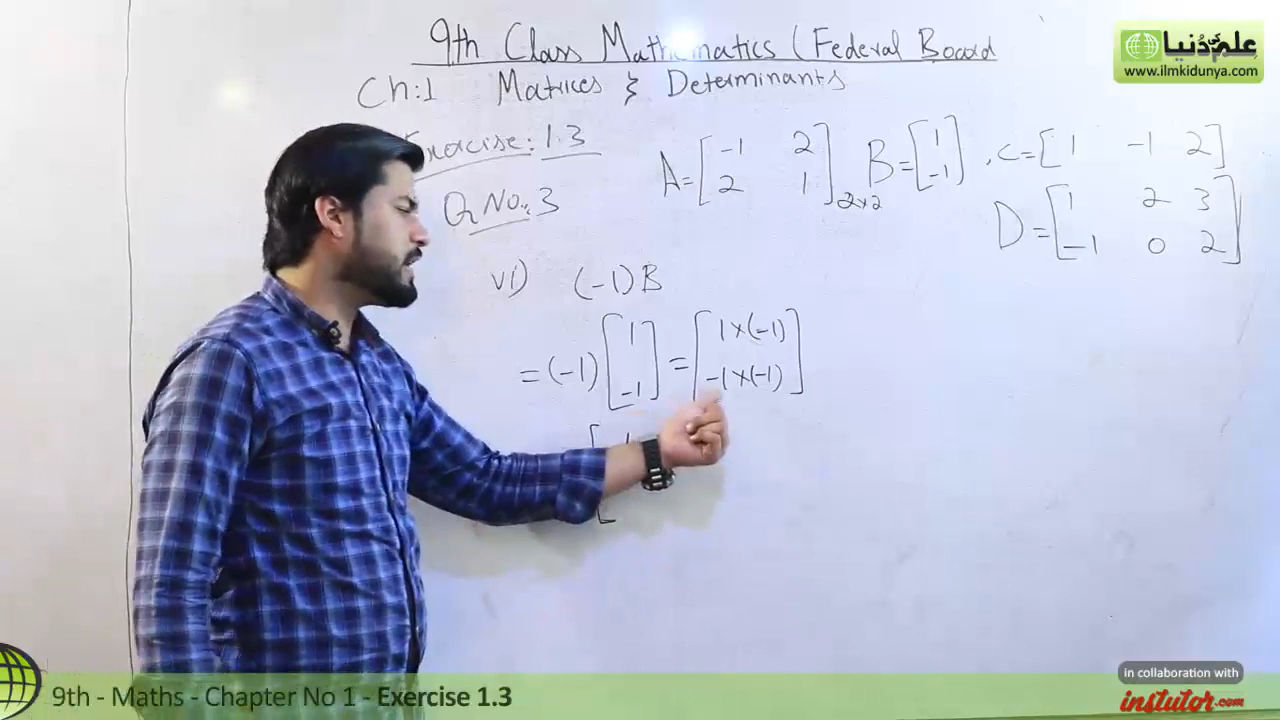 9th Class Mathematics (Federal Board
Ch:1 Matrices & Determinants
Exercise: 1.3
Q No: 3
A=[-1 2
2 1]2x2
B=[1
-1]
, C=[1 -1 2]
D=[1 2 3
-1 0 2]
vi) (-1)B
=(-1)[1
-1] = [1×(-1)
-1×(-1)]
علم کی دنیا
www.ilmkidunya.com
9th - Maths - Chapter No 1 - Exercise 1.3
in collaboration with
instutor.com